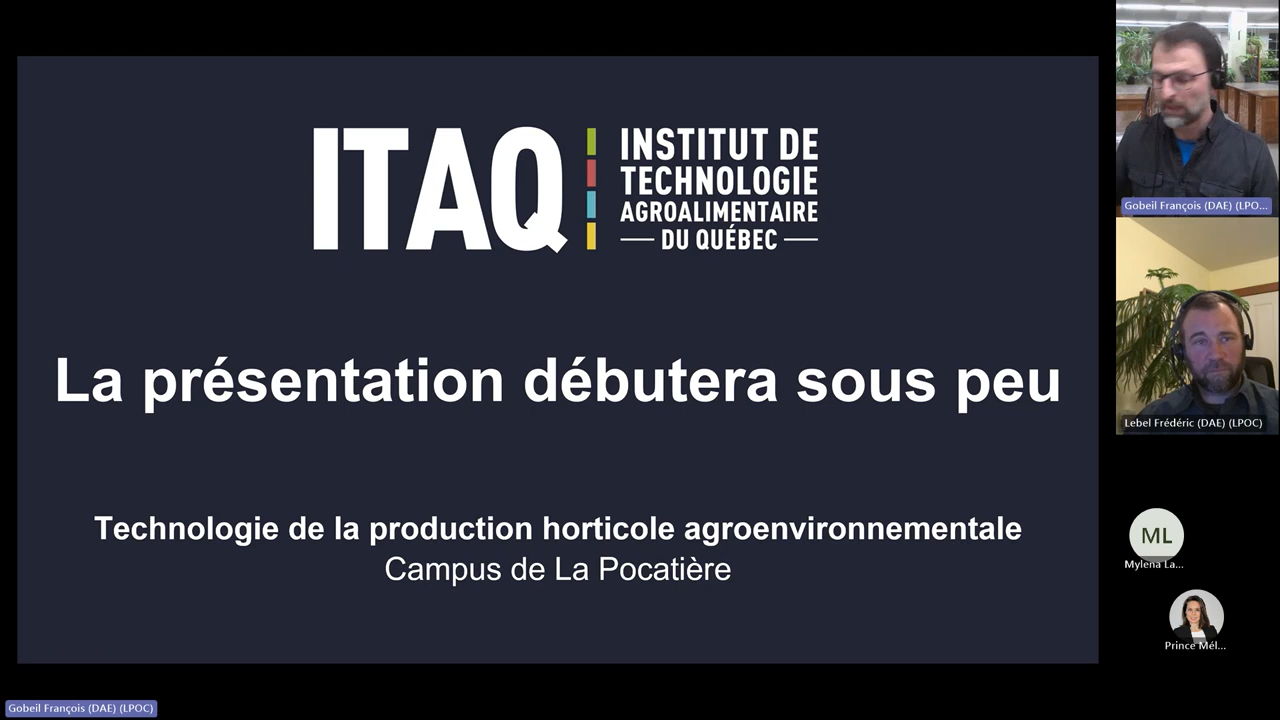 ITAQ
INSTITUT DE
TECHNOLOGIE
AGROALIMENTAIRE
DU QUÉBEC
La présentation débutera sous peu
Technologie de la production horticole agroenvironnementale
Campus de La Pocatière
Gobeil François (DAE) (LPO...
Lebel Frédéric (DAE) (LPOC)
ML
Mylena La...
Prince Mél...
Gobeil François (DAE) (LPOC)